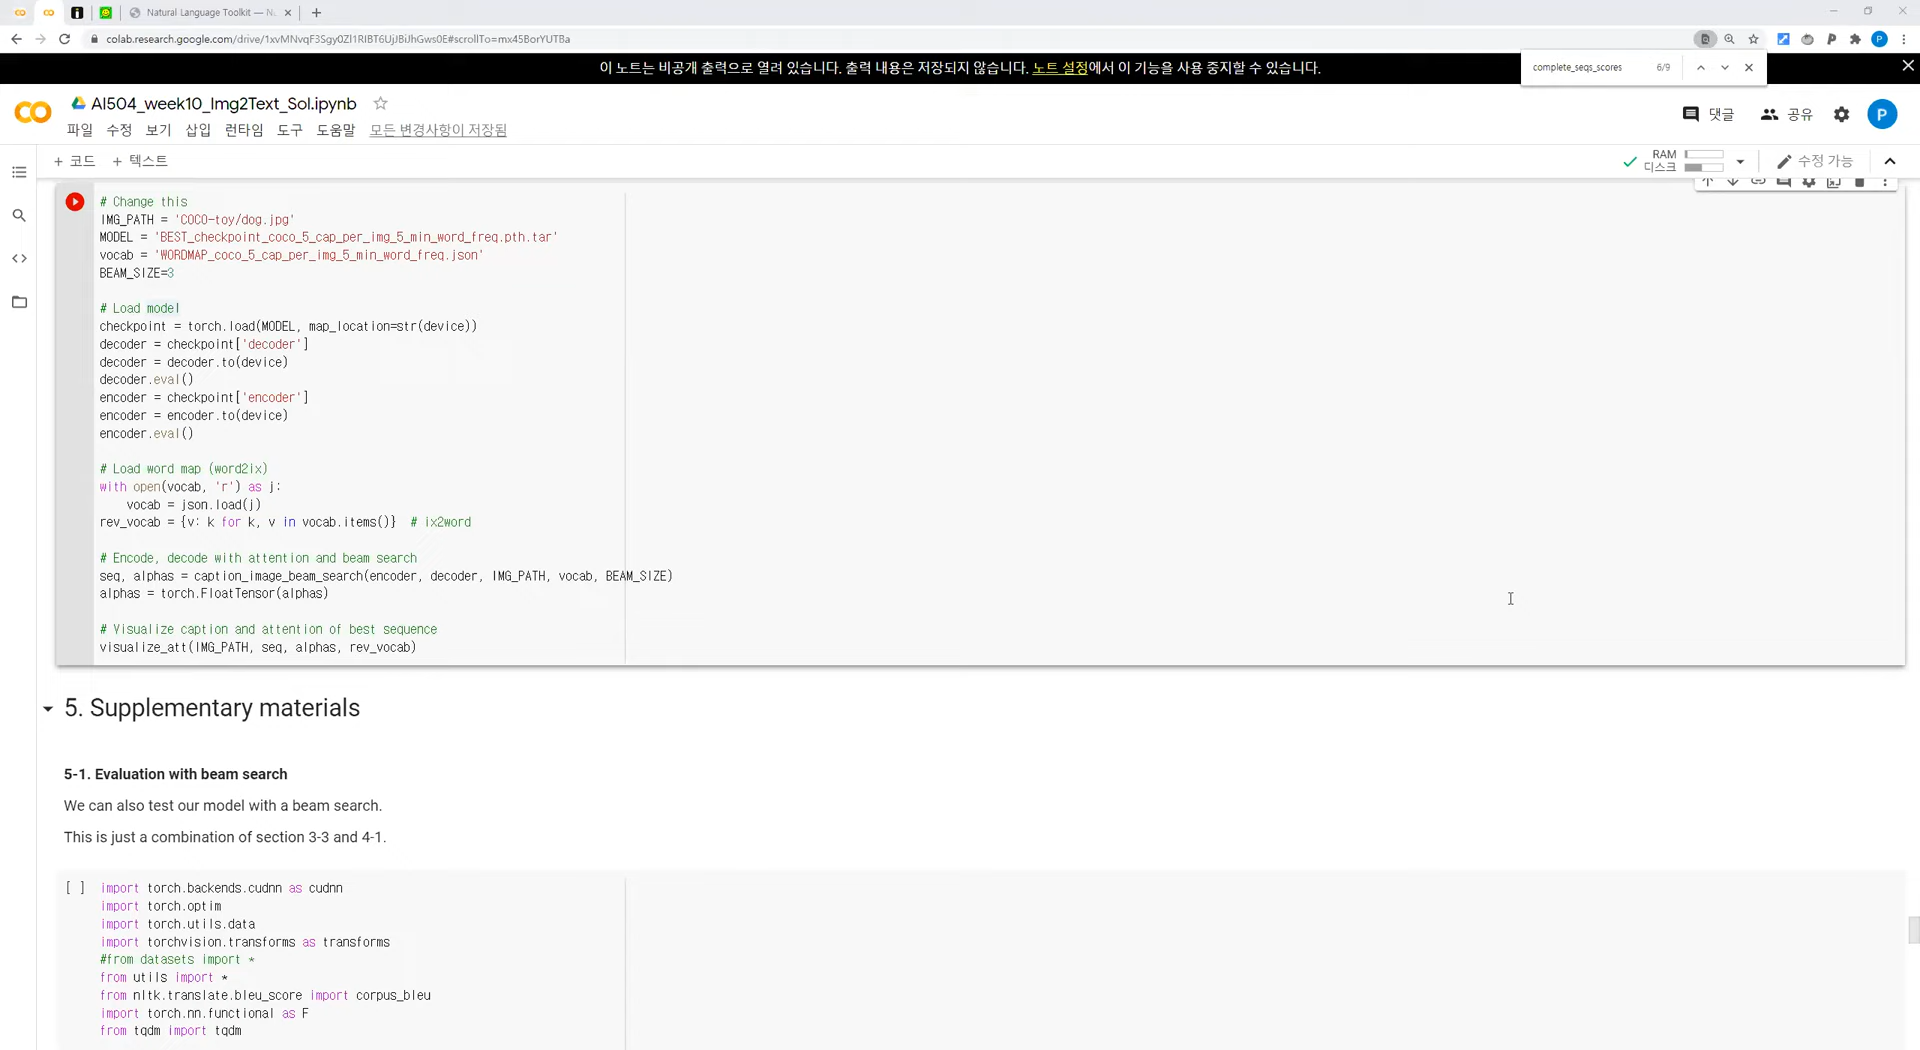 Natural Language Toolkit — N
colab.research.google.com/drive/1xvMNvqF3Sgy0Zl1RJBT6UjJBiJhGws0E#scrollTo=mx45BorYUTBa
이 노트는 비공개 출력으로 열려 있습니다. 출력 내용은 저장되지 않습니다. 노트 설정에서 이 기능을 사용 중지할 수 있습니다.
complete_seqs_scores 6/9
AI504_week10_Img2Text_Sol.ipynb
댓글 공유 P
파일 수정 보기 삽입 런타임 도구 도움말 모든 변경사항이 저장됨
+ 코드 + 텍스트
RAM
디스크
수정 가능
# Change this
IMG_PATH = 'COCO-toy/dog.jpg'
MODEL = 'BEST_checkpoint_coco_5_cap_per_img_5_min_word_freq.pth.tar'
vocab = 'WORDMAP_coco_5_cap_per_img_5_min_word_freq.json'
BEAM_SIZE=3
# Load model
checkpoint = torch.load(MODEL, map_location=str(device))
decoder = checkpoint['decoder']
decoder = decoder.to(device)
decoder.eval()
encoder = checkpoint['encoder']
encoder = encoder.to(device)
encoder.eval()
# Load word map (word2ix)
with open(vocab, 'r') as j:
    vocab = json.load(j)
rev_vocab = {v: k for k, v in vocab.items()}  # ix2word
# Encode, decode with attention and beam search
seq, alphas = caption_image_beam_search(encoder, decoder, IMG_PATH, vocab, BEAM_SIZE)
alphas = torch.FloatTensor(alphas)
# Visualize caption and attention of best sequence
visualize_att(IMG_PATH, seq, alphas, rev_vocab)
5. Supplementary materials
5-1. Evaluation with beam search
We can also test our model with a beam search.
This is just a combination of section 3-3 and 4-1.
[ ] import torch.backends.cudnn as cudnn
import torch.optim
import torch.utils.data
import torchvision.transforms as transforms
#from datasets import *
from utils import *
from nltk.translate.bleu_score import corpus_bleu
import torch.nn.functional as F
from tqdm import tqdm